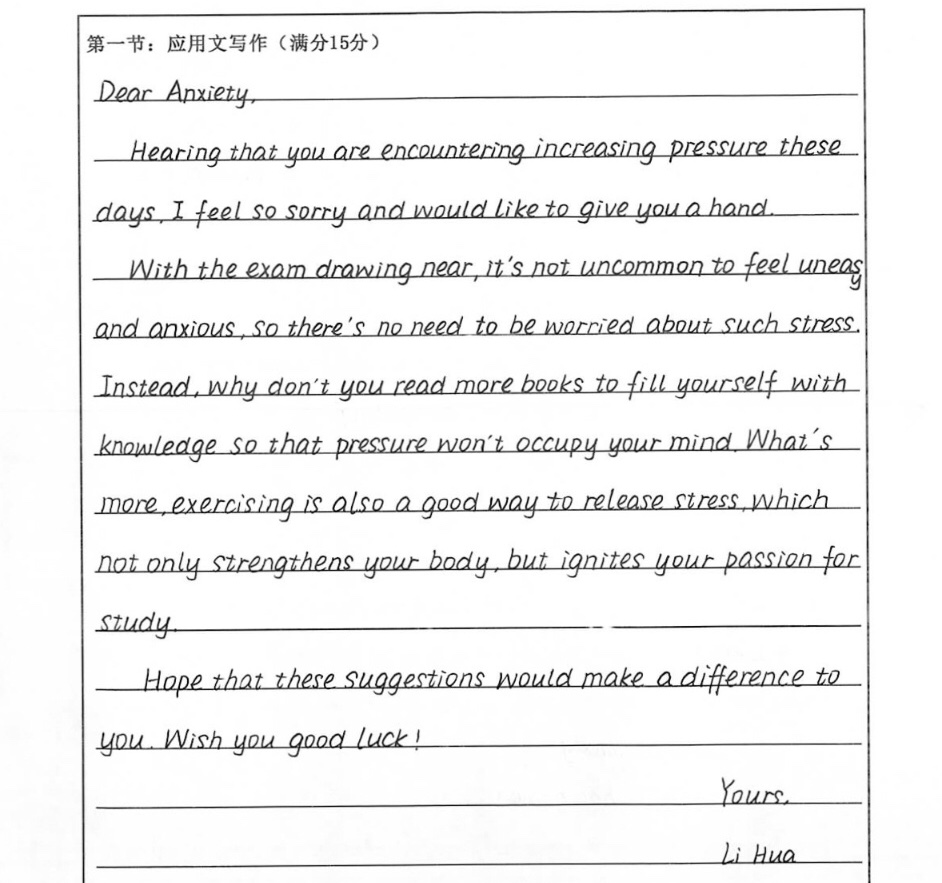 第一节：应用文写作（满分15分）
Dear Anxiety,
Hearing that you are encountering increasing pressure these
days, I feel so sorry and would like to give you a hand.
With the exam drawing near, it's not uncommon to feel uneasy
and anxious, so there's no need to be worried about such stress.
Instead, why don't you read more books to fill yourself with
knowledge so that pressure won't occupy your mind. What's
more, exercising is also a good way to release stress, which
not only strengthens your body, but ignites your passion for
study.
Hope that these suggestions would make a difference to
you. Wish you good luck!
Yours,
Li Hua